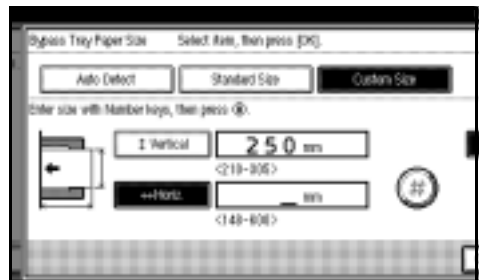 Bypass Tray Paper Size Select item, then press [OK].
Auto Detect Standard Size Custom Size
Enter size with Number keys, then press
↕ Vertical 250 mm
<210-305>
↔Horiz. _ mm
<148-600>
#